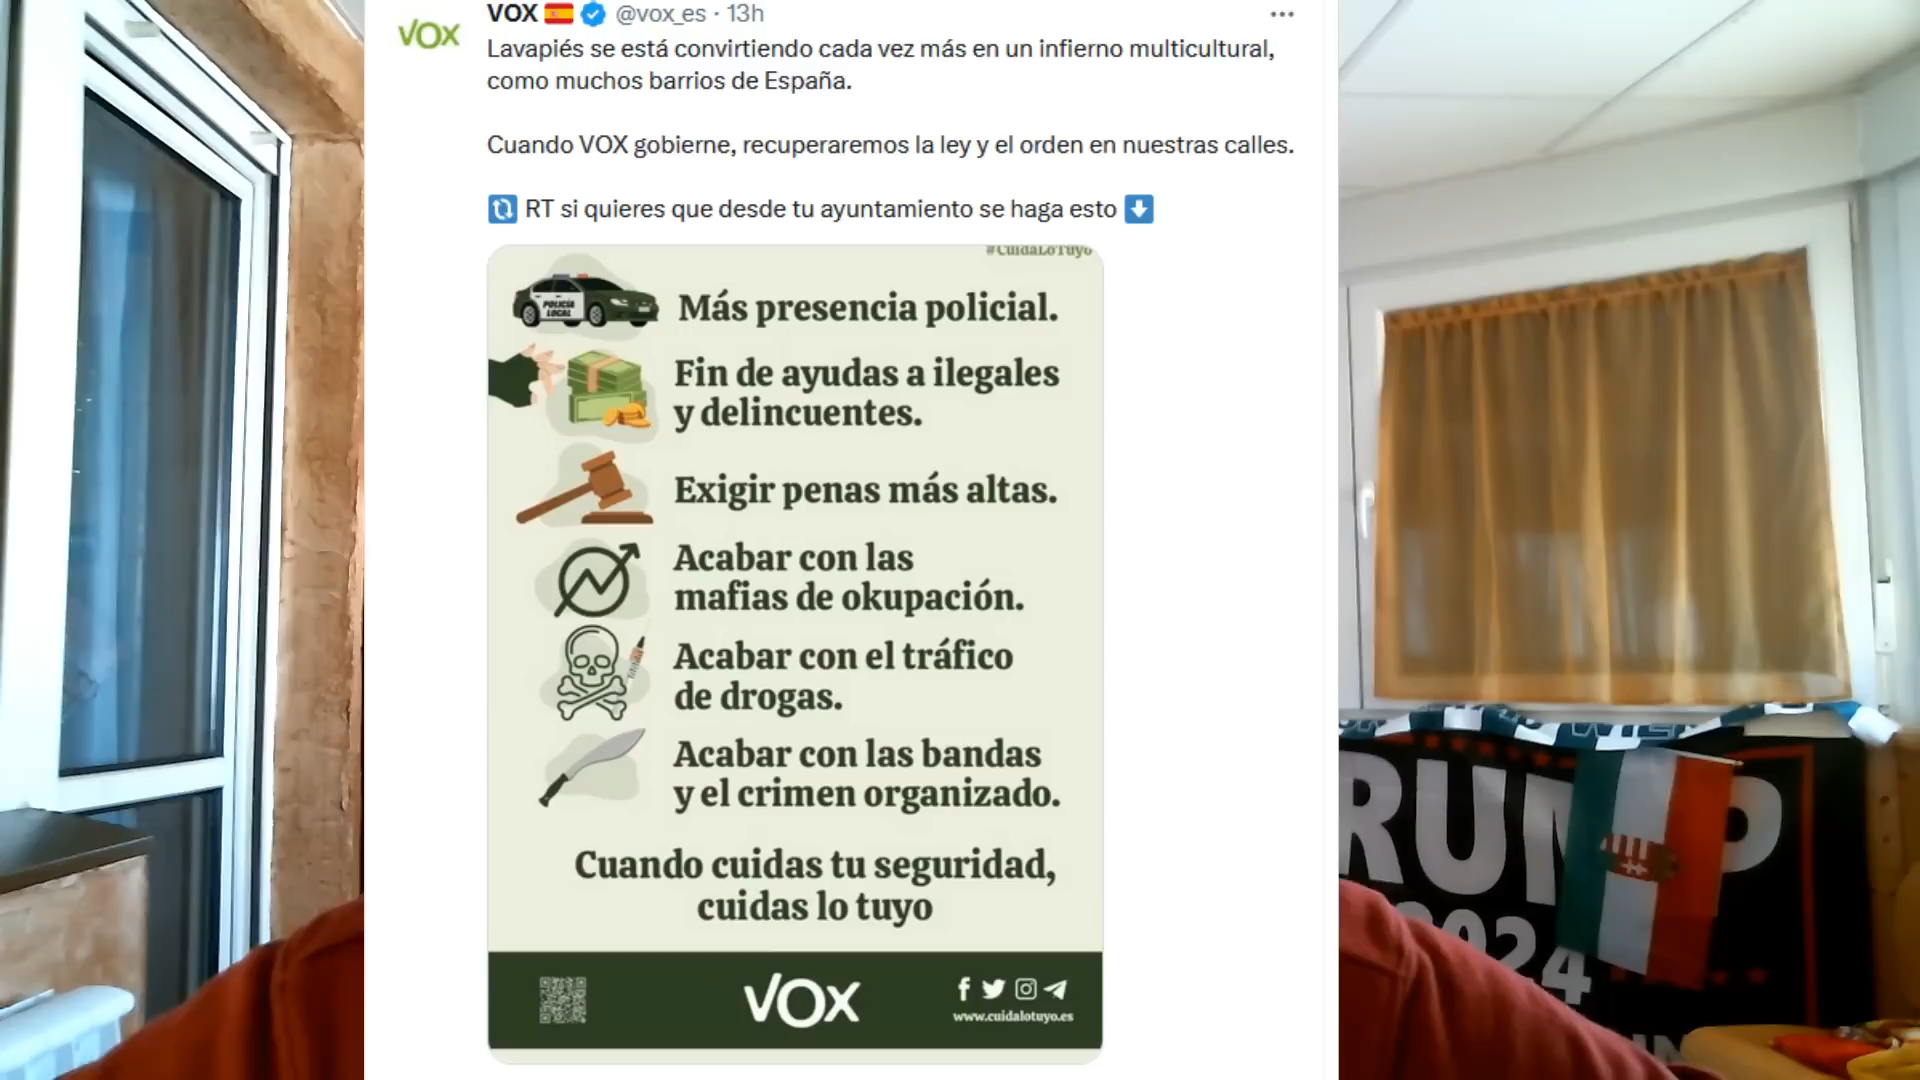 VOX
VOX @vox_es · 13h
Lavapiés se está convirtiendo cada vez más en un infierno multicultural,
como muchos barrios de España.
Cuando VOX gobierne, recuperaremos la ley y el orden en nuestras calles.
RT si quieres que desde tu ayuntamiento se haga esto
#CuidaLoTuyo
POLICÍA
LOCAL
Más presencia policial.
Fin de ayudas a ilegales
y delincuentes.
Exigir penas más altas.
Acabar con las
mafias de okupación.
Acabar con el tráfico
de drogas.
Acabar con las bandas
y el crimen organizado.
Cuando cuidas tu seguridad,
cuidas lo tuyo
VOX
www.cuidalotuyo.es
RUM P
2024